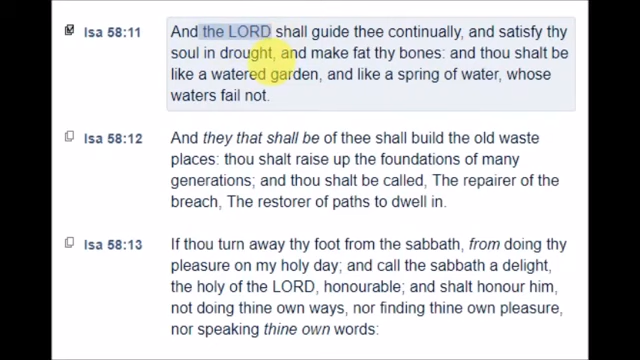 Isa 58:11 And the LORD shall guide thee continually, and satisfy thy
soul in drought, and make fat thy bones: and thou shalt be
like a watered garden, and like a spring of water, whose
waters fail not.
Isa 58:12 And they that shall be of thee shall build the old waste
places: thou shalt raise up the foundations of many
generations; and thou shalt be called, The repairer of the
breach, The restorer of paths to dwell in.
Isa 58:13 If thou turn away thy foot from the sabbath, from doing thy
pleasure on my holy day; and call the sabbath a delight,
the holy of the LORD, honourable; and shalt honour him,
not doing thine own ways, nor finding thine own pleasure,
nor speaking thine own words: